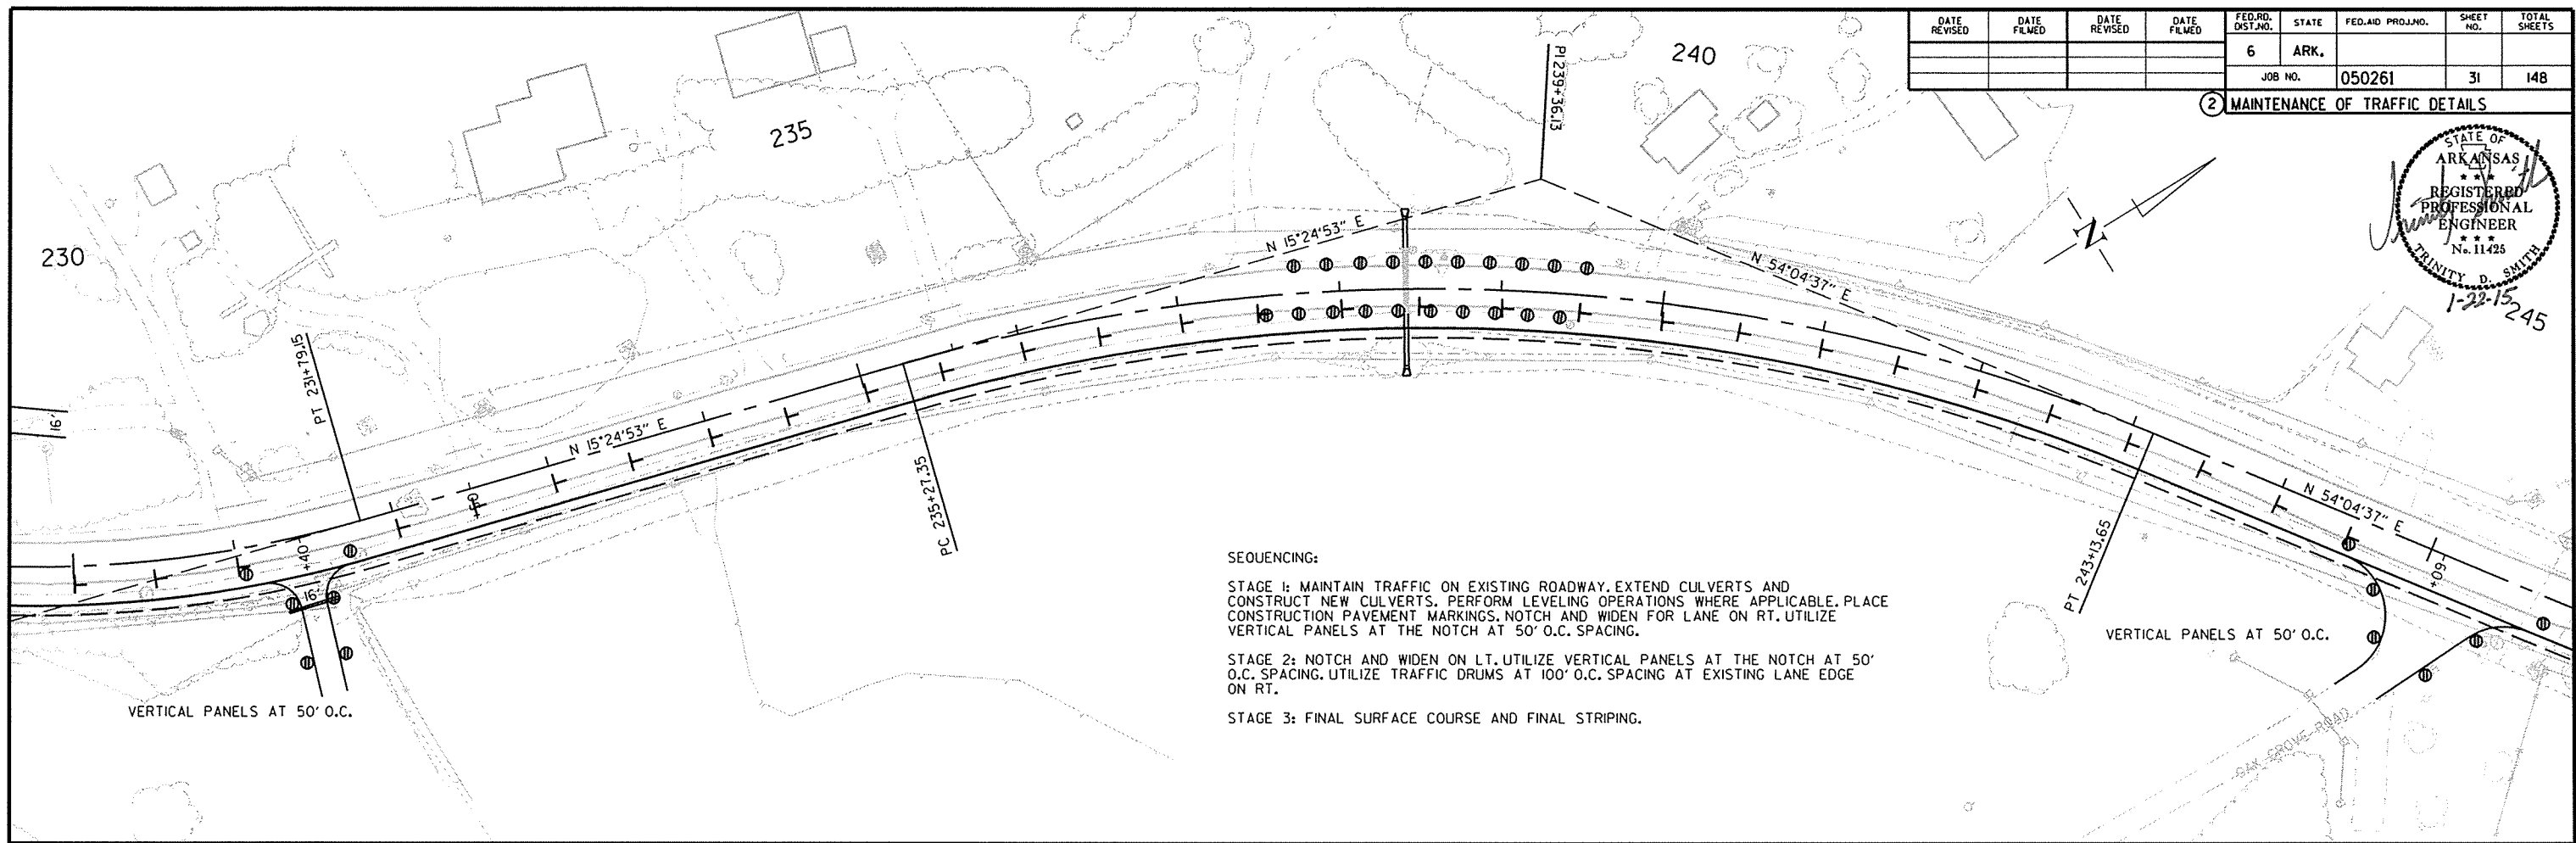 DATE REVISED
DATE FILMED
DATE REVISED
DATE FILMED
FED.RD. DIST.NO.
STATE
FED.AID PROJ.NO.
SHEET NO.
TOTAL SHEETS
6
ARK.
JOB NO.
050261
31
148
2
MAINTENANCE OF TRAFFIC DETAILS
STATE OF
ARKANSAS
REGISTERED
PROFESSIONAL
ENGINEER
No. 11425
TRINITY D. SMITH
1-22-15
230
235
240
245
PI 239+36.13
N
N 15°24'53" E
N 54°04'37" E
PT 231+79.15
16'
N 15°24'53" E
+50
PC 235+27.35
N 54°04'37" E
+40
16'
+09
PT 243+13.65
VERTICAL PANELS AT 50' O.C.
VERTICAL PANELS AT 50' O.C.
OAK GROVE ROAD
SEQUENCING:
STAGE 1: MAINTAIN TRAFFIC ON EXISTING ROADWAY. EXTEND CULVERTS AND
CONSTRUCT NEW CULVERTS. PERFORM LEVELING OPERATIONS WHERE APPLICABLE. PLACE
CONSTRUCTION PAVEMENT MARKINGS. NOTCH AND WIDEN FOR LANE ON RT. UTILIZE
VERTICAL PANELS AT THE NOTCH AT 50' O.C. SPACING.
STAGE 2: NOTCH AND WIDEN ON LT. UTILIZE VERTICAL PANELS AT THE NOTCH AT 50'
O.C. SPACING. UTILIZE TRAFFIC DRUMS AT 100' O.C. SPACING AT EXISTING LANE EDGE
ON RT.
STAGE 3: FINAL SURFACE COURSE AND FINAL STRIPING.